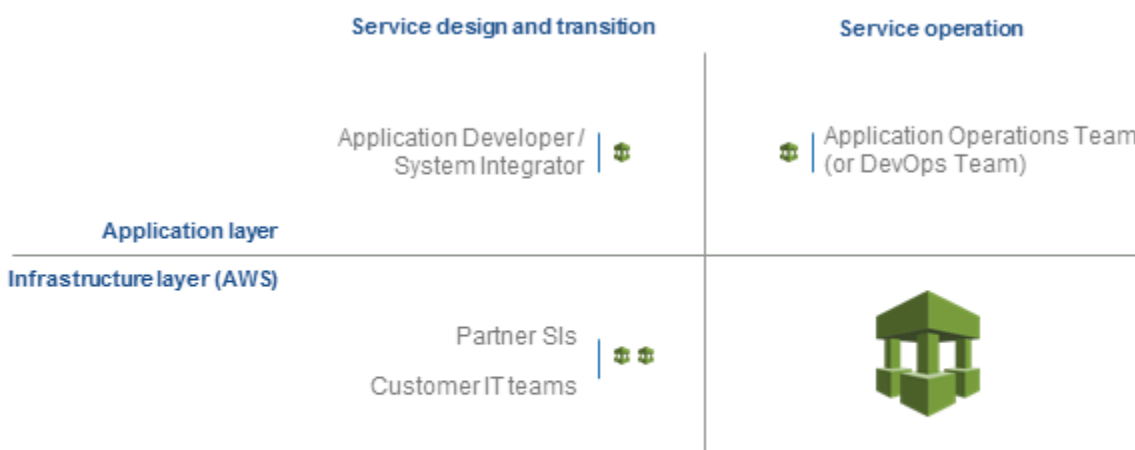 Service design and transition
Service operation
Application Developer /
System Integrator
Application Operations Team
(or DevOps Team)
Application layer
Infrastructure layer (AWS)
Partner SIs
Customer IT teams